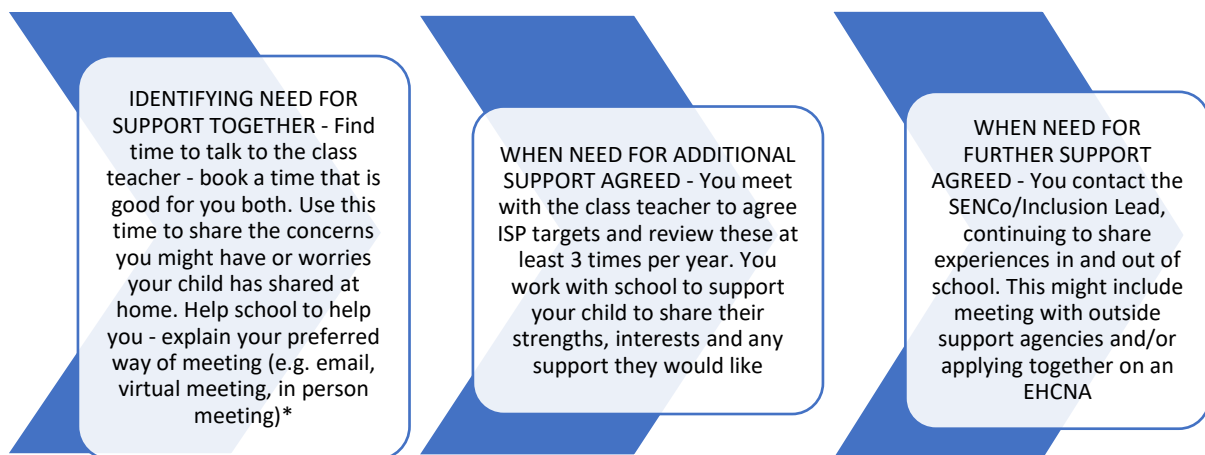 IDENTIFYING NEED FOR
SUPPORT TOGETHER - Find
time to talk to the class
teacher - book a time that is
good for you both. Use this
time to share the concerns
you might have or worries
your child has shared at
home. Help school to help
you - explain your preferred
way of meeting (e.g. email,
virtual meeting, in person
meeting)*
WHEN NEED FOR ADDITIONAL
SUPPORT AGREED - You meet
with the class teacher to agree
ISP targets and review these at
least 3 times per year. You
work with school to support
your child to share their
strengths, interests and any
support they would like
WHEN NEED FOR
FURTHER SUPPORT
AGREED - You contact the
SENCo/Inclusion Lead,
continuing to share
experiences in and out of
school. This might include
meeting with outside
support agencies and/or
applying together on an
EHCNA